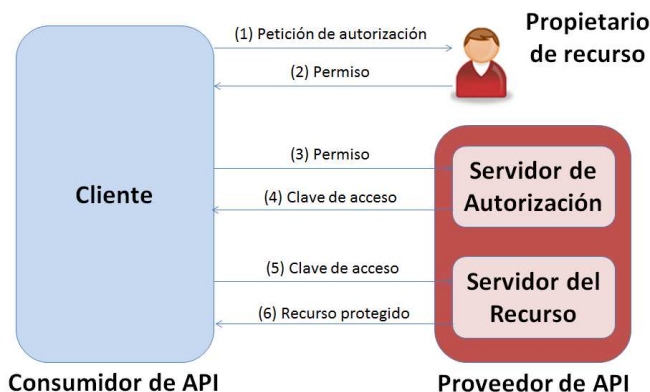 Propietario
de recurso
(1) Petición de autorización
(2) Permiso
(3) Permiso
Servidor de
Autorización
Cliente
(4) Clave de acceso
(5) Clave de acceso
Servidor del
Recurso
(6) Recurso protegido
Consumidor de API
Proveedor de API